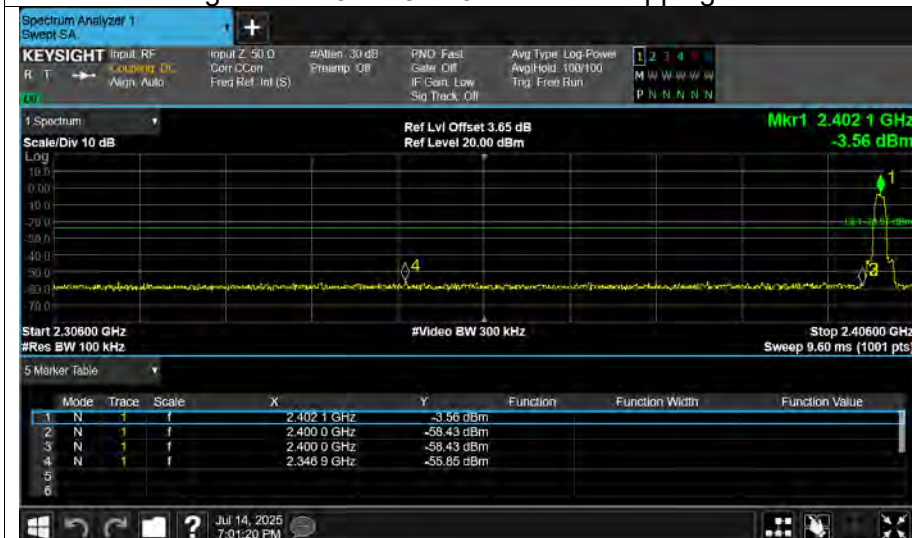 Spectrum Analyzer 1
Swept SA
+
KEYSIGHT Input: RF Input Z: 50 Ω #Atten: 30 dB PNO: Fast Avg Type: Log-Power 1 2 3 4 5 6
R T Coupling: DC Corr CCorr Preamp: Off Gate: Off Avg|Hold: 100/100 M W W W W W
Align: Auto Freq Ref: Int (S) IF Gain: Low Trig: Free Run
Sig Track: Off P N N N N N
1 Spectrum Ref Lvl Offset 3.65 dB Mkr1 2.402 1 GHz
Scale/Div 10 dB Ref Level 20.00 dBm -3.56 dBm
Log
10.0
0.00
-10.0
-20.0
-30.0
-40.0
-50.0
-60.0
-70.0
1
4
3
Start 2.30600 GHz #Video BW 300 kHz Stop 2.40600 GHz
#Res BW 100 kHz Sweep 9.60 ms (1001 pts)
5 Marker Table
Mode Trace Scale X Y Function Function Width Function Value
1 N 1 f 2.402 1 GHz -3.56 dBm
2 N 1 f 2.400 0 GHz -58.43 dBm
3 N 1 f 2.400 0 GHz -58.43 dBm
4 N 1 f 2.346 9 GHz -55.85 dBm
5
6
? Jul 14, 2025
7:01:20 PM